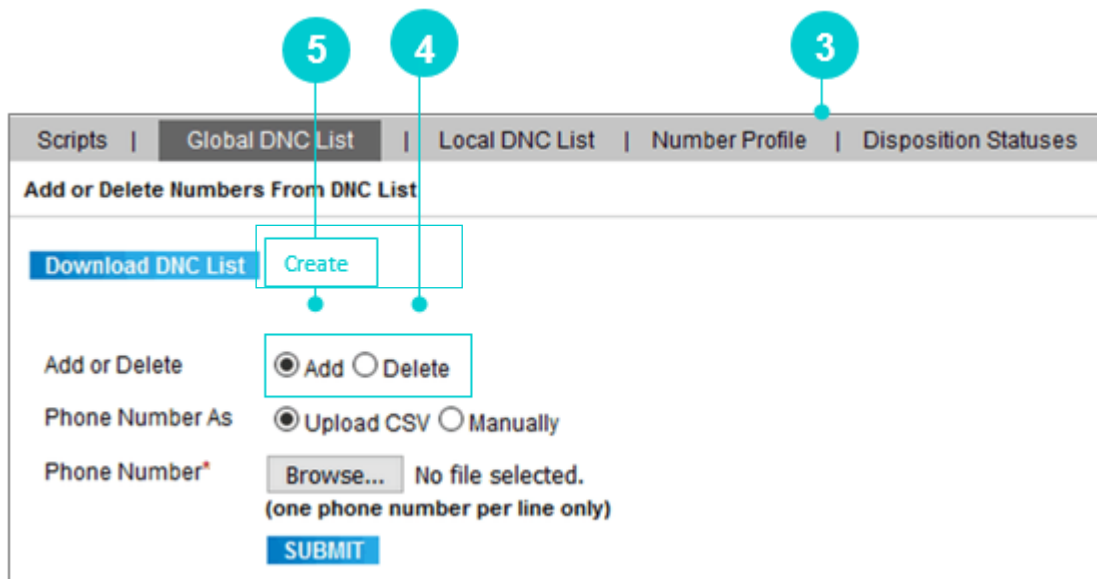 5 4 3
Scripts | Global DNC List | Local DNC List | Number Profile | Disposition Statuses
Add or Delete Numbers From DNC List
Download DNC List Create
Add or Delete Add Delete
Phone Number As Upload CSV Manually
Phone Number* Browse... No file selected.
(one phone number per line only)
SUBMIT